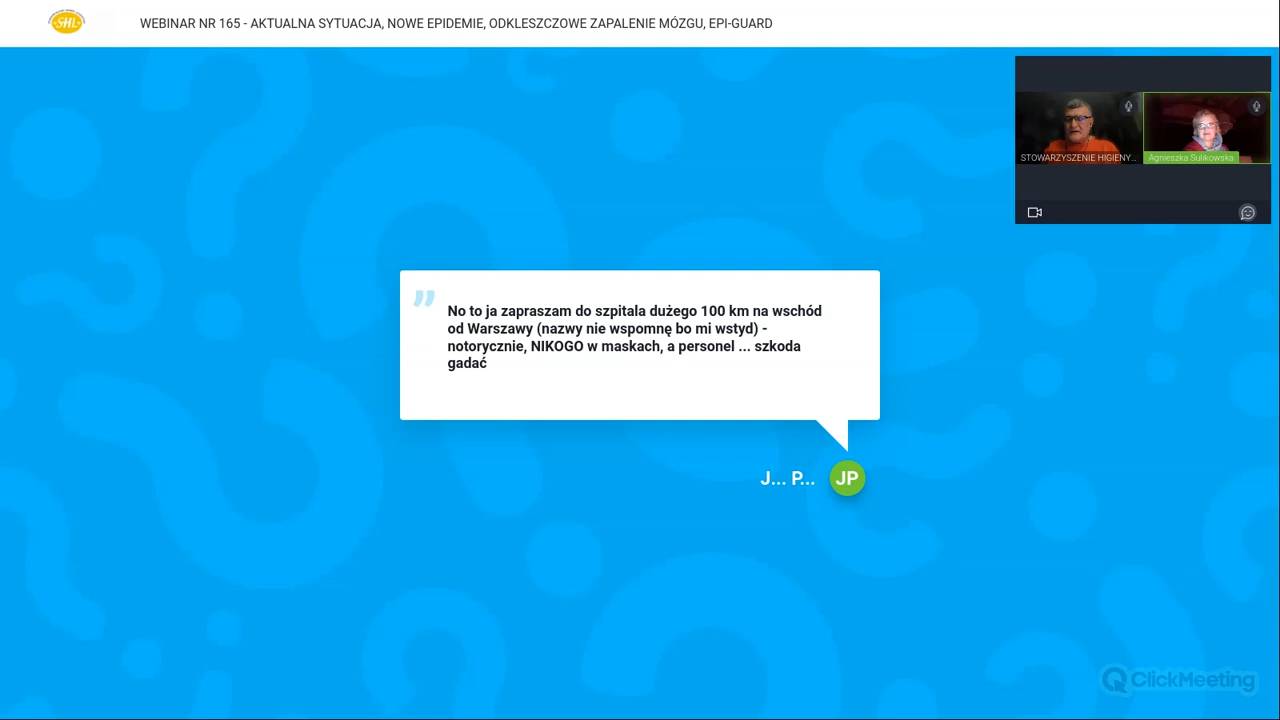 SHL
WEBINAR NR 165 - AKTUALNA SYTUACJA, NOWE EPIDEMIE, ODKLESZCZOWE ZAPALENIE MÓZGU, EPI-GUARD
STOWARZYSZENIE HIGIENY...
Agnieszka Sulikowska
”
No to ja zapraszam do szpitala dużego 100 km na wschód
od Warszawy (nazwy nie wspomnę bo mi wstyd) -
notorycznie, NIKOGO w maskach, a personel ... szkoda
gadać
J... P...
JP
ClickMeeting